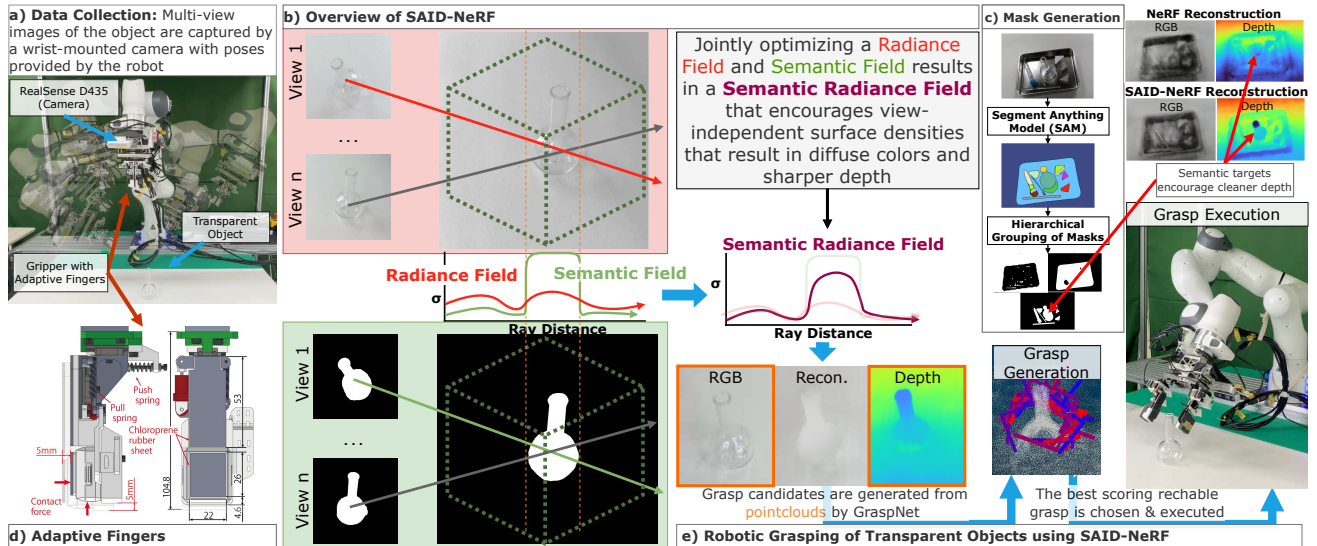 a) Data Collection: Multi-view
images of the object are captured by
a wrist-mounted camera with poses
provided by the robot
RealSense D435
(Camera)
Transparent
Object
Gripper with
Adaptive Fingers
Push
spring
Pull
spring
Chloroprene
rubber
sheet
5mm
Contact
force
5mm
104.8
53
26
4.6
22
d) Adaptive Fingers
b) Overview of SAID-NeRF
View 1
...
View n
Radiance Field
Semantic Field
σ
Ray Distance
View 1
...
View n
Jointly optimizing a Radiance
Field and Semantic Field results
in a Semantic Radiance Field
that encourages view-
independent surface densities
that result in diffuse colors and
sharper depth
Semantic Radiance Field
σ
Ray Distance
RGB
Recon.
Depth
Grasp candidates are generated from
pointclouds by GraspNet
c) Mask Generation
Segment Anything
Model (SAM)
Hierarchical
Grouping of Masks
NeRF Reconstruction
RGB
Depth
SAID-NeRF Reconstruction
RGB
Depth
Semantic targets
encourage cleaner depth
Grasp Execution
Grasp
Generation
The best scoring rechable
grasp is chosen & executed
e) Robotic Grasping of Transparent Objects using SAID-NeRF